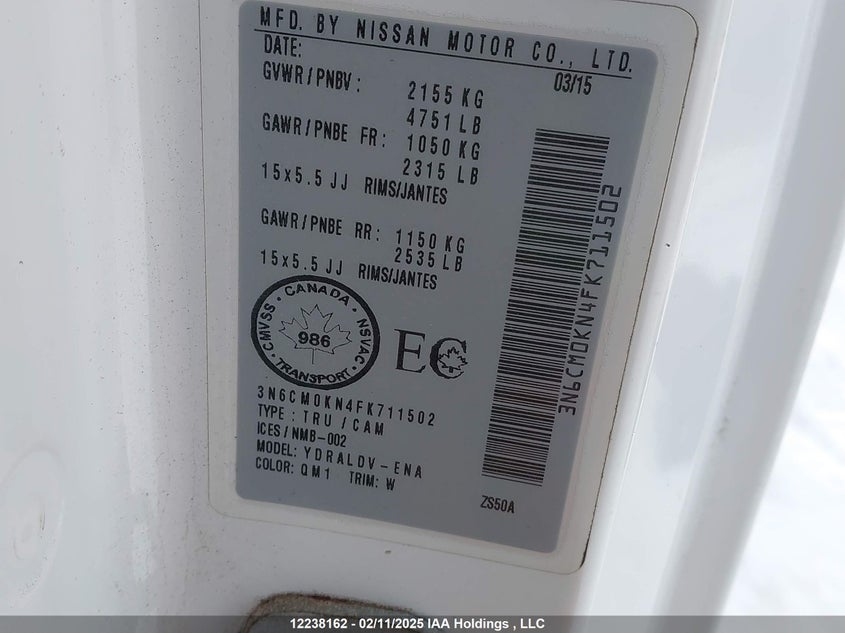 MFD. BY NISSAN MOTOR CO., LTD.
DATE: 03/15
GVWR/PNBV: 2155 KG
4751 LB
GAWR/PNBE FR: 1050 KG
2315 LB
15x5.5 JJ RIMS/JANTES
GAWR/PNBE RR: 1150 KG
2535 LB
15x5.5 JJ RIMS/JANTES
CANADA
CMVSS NSVAC
986
TRANSPORT
EC
3N6CM0KN4FK711502
TYPE: TRU/CAM
ICES/NMB-002
MODEL: YDRALDV-ENA
COLOR: QM1 TRIM: W
3N6CM0KN4FK711502
ZS50A
12238162 - 02/11/2025 IAA Holdings , LLC